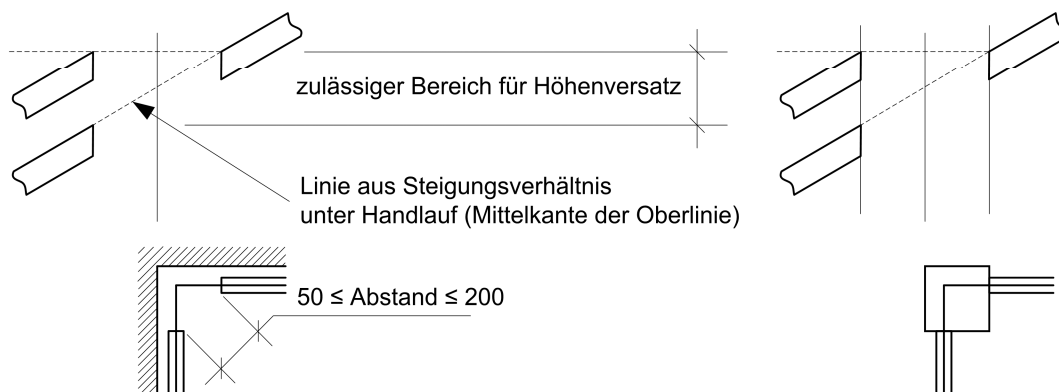 zulässiger Bereich für Höhenversatz
Linie aus Steigungsverhältnis
unter Handlauf (Mittelkante der Oberlinie)
50 ≤ Abstand ≤ 200